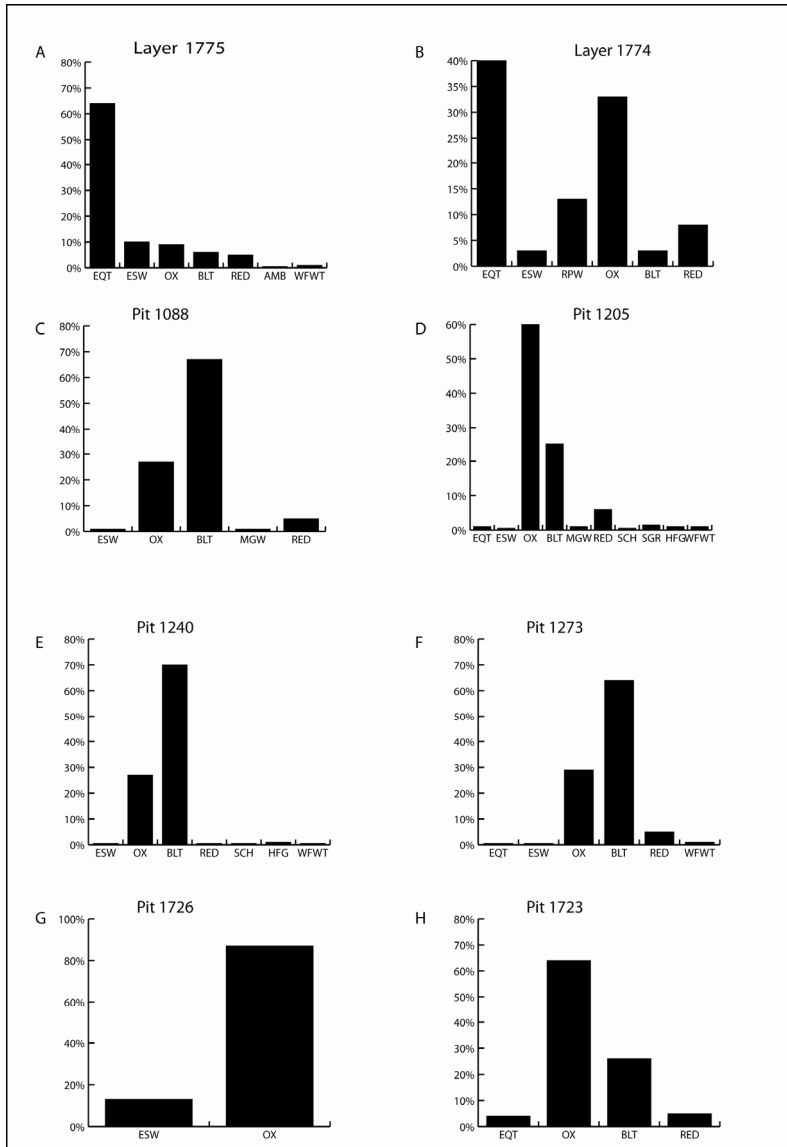 A
Layer 1775
80%
70%
60%
50%
40%
30%
20%
10%
0%
EQT ESW OX BLT RED AMB WFWT
B
Layer 1774
40%
35%
30%
25%
20%
15%
10%
5%
0%
EQT ESW RPW OX BLT RED
C
Pit 1088
80%
70%
60%
50%
40%
30%
20%
10%
0%
ESW OX BLT MGW RED
D
Pit 1205
60%
50%
40%
30%
20%
10%
0%
EQT ESW OX BLT MGW RED SCH SGR HFG WFWT
E
Pit 1240
80%
70%
60%
50%
40%
30%
20%
10%
0%
ESW OX BLT RED SCH HFG WFWT
F
Pit 1273
80%
70%
60%
50%
40%
30%
20%
10%
0%
EQT ESW OX BLT RED WFWT
G
Pit 1726
100%
80%
60%
40%
20%
0%
ESW OX
H
Pit 1723
80%
70%
60%
50%
40%
30%
20%
10%
0%
EQT OX BLT RED